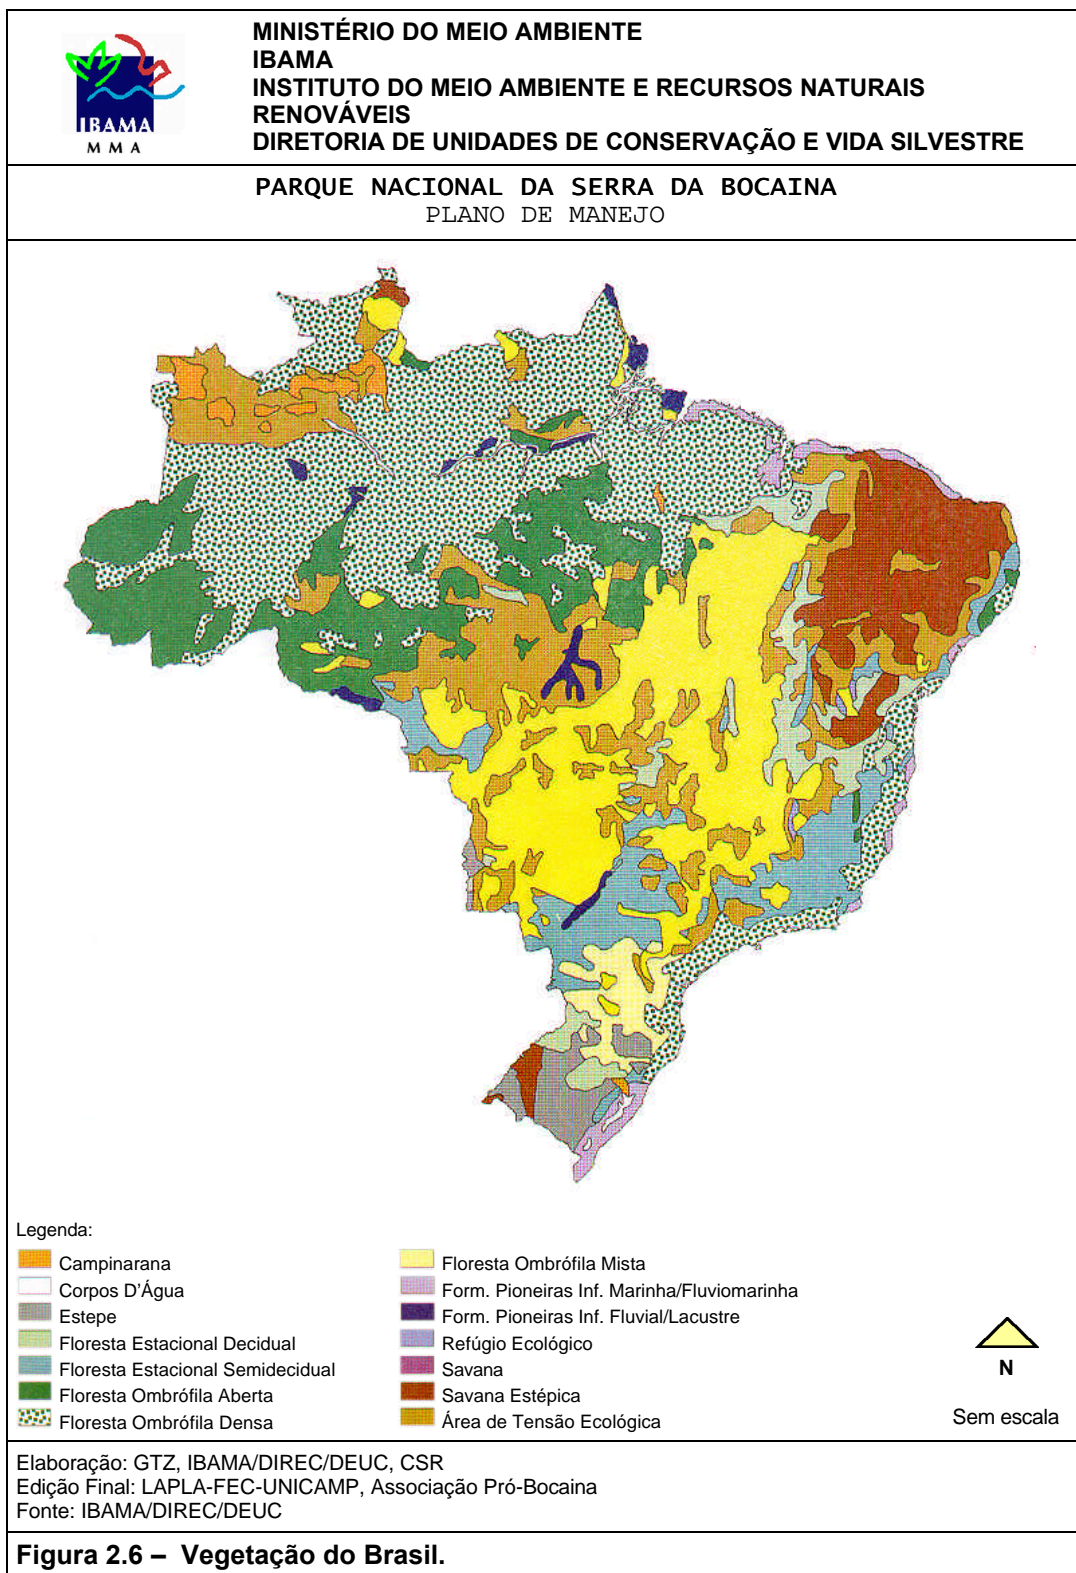 IBAMA
M M A
MINISTÉRIO DO MEIO AMBIENTE
IBAMA
INSTITUTO DO MEIO AMBIENTE E RECURSOS NATURAIS
RENOVÁVEIS
DIRETORIA DE UNIDADES DE CONSERVAÇÃO E VIDA SILVESTRE
PARQUE NACIONAL DA SERRA DA BOCAINA
PLANO DE MANEJO
Legenda:
Campinarana
Corpos D'Água
Estepe
Floresta Estacional Decidual
Floresta Estacional Semidecidual
Floresta Ombrófila Aberta
Floresta Ombrófila Densa
Floresta Ombrófila Mista
Form. Pioneiras Inf. Marinha/Fluviomarinha
Form. Pioneiras Inf. Fluvial/Lacustre
Refúgio Ecológico
Savana
Savana Estépica
Área de Tensão Ecológica
N
Sem escala
Elaboração: GTZ, IBAMA/DIREC/DEUC, CSR
Edição Final: LAPLA-FEC-UNICAMP, Associação Pró-Bocaina
Fonte: IBAMA/DIREC/DEUC
Figura 2.6 – Vegetação do Brasil.